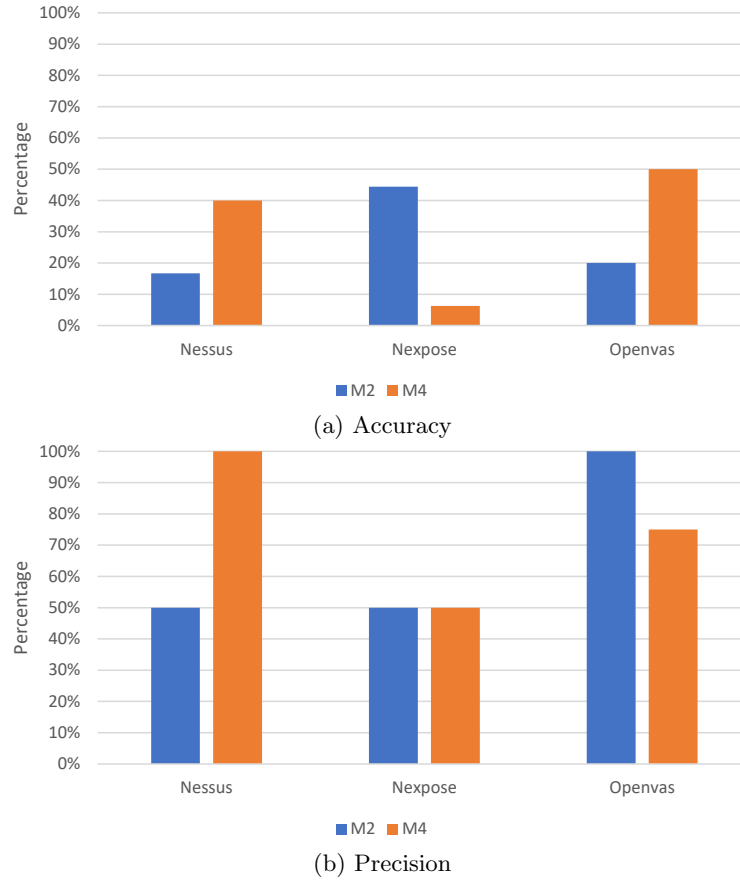 100%
90%
80%
70%
60%
50%
40%
30%
20%
10%
0%
Percentage
Nessus Nexpose Openvas
M2 M4
(a) Accuracy
100%
90%
80%
70%
60%
50%
40%
30%
20%
10%
0%
Percentage
Nessus Nexpose Openvas
M2 M4
(b) Precision